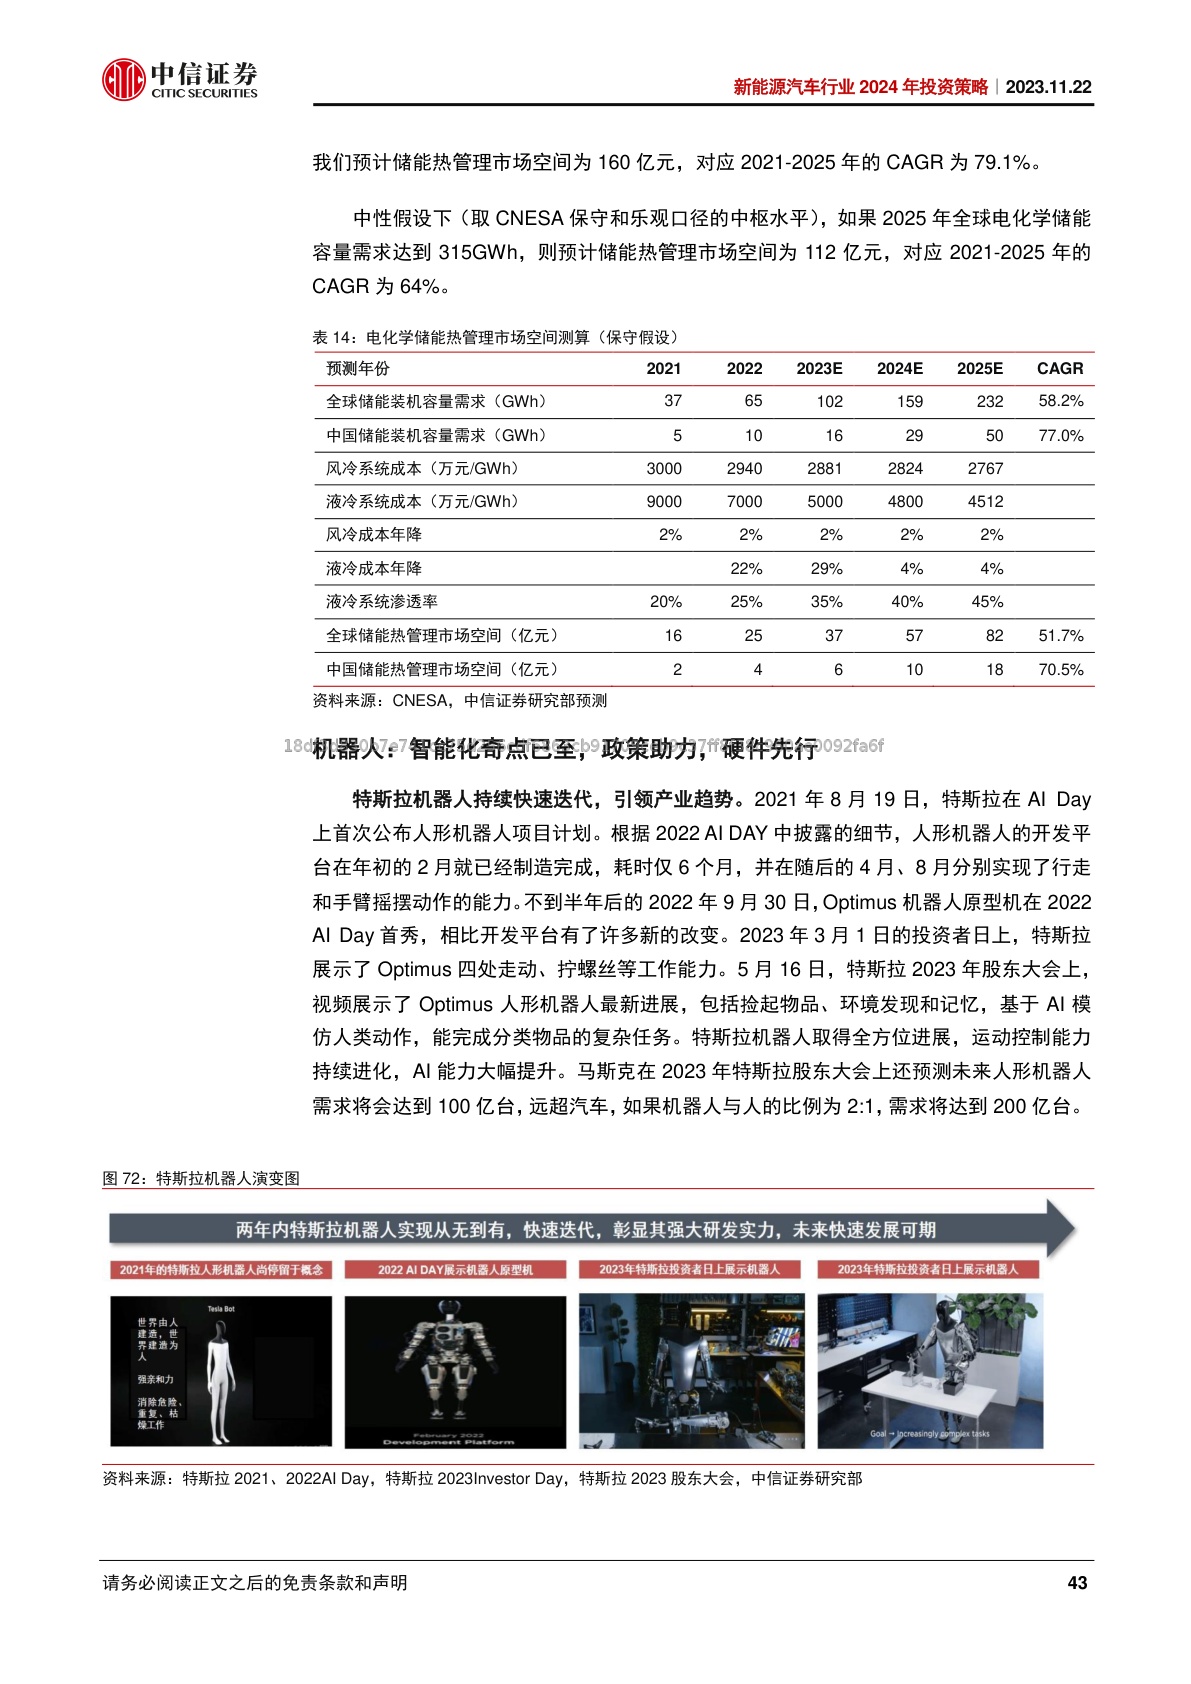 中信证券
CITIC SECURITIES
新能源汽车行业 2024 年投资策略｜2023.11.22
我们预计储能热管理市场空间为 160 亿元，对应 2021-2025 年的 CAGR 为 79.1%。
中性假设下（取 CNESA 保守和乐观口径的中枢水平），如果 2025 年全球电化学储能
容量需求达到 315GWh，则预计储能热管理市场空间为 112 亿元，对应 2021-2025 年的
CAGR 为 64%。
表 14：电化学储能热管理市场空间测算（保守假设）
预测年份 2021 2022 2023E 2024E 2025E CAGR
全球储能装机容量需求（GWh） 37 65 102 159 232 58.2%
中国储能装机容量需求（GWh） 5 10 16 29 50 77.0%
风冷系统成本（万元/GWh） 3000 2940 2881 2824 2767
液冷系统成本（万元/GWh） 9000 7000 5000 4800 4512
风冷成本年降 2% 2% 2% 2% 2%
液冷成本年降 22% 29% 4% 4%
液冷系统渗透率 20% 25% 35% 40% 45%
全球储能热管理市场空间（亿元） 16 25 37 57 82 51.7%
中国储能热管理市场空间（亿元） 2 4 6 10 18 70.5%
资料来源：CNESA，中信证券研究部预测
机器人：智能化奇点已至，政策助力，硬件先行
特斯拉机器人持续快速迭代，引领产业趋势。2021 年 8 月 19 日，特斯拉在 AI Day
上首次公布人形机器人项目计划。根据 2022 AI DAY 中披露的细节，人形机器人的开发平
台在年初的 2 月就已经制造完成，耗时仅 6 个月，并在随后的 4 月、8 月分别实现了行走
和手臂摇摆动作的能力。不到半年后的 2022 年 9 月 30 日，Optimus 机器人原型机在 2022
AI Day 首秀，相比开发平台有了许多新的改变。2023 年 3 月 1 日的投资者日上，特斯拉
展示了 Optimus 四处走动、拧螺丝等工作能力。5 月 16 日，特斯拉 2023 年股东大会上，
视频展示了 Optimus 人形机器人最新进展，包括捡起物品、环境发现和记忆，基于 AI 模
仿人类动作，能完成分类物品的复杂任务。特斯拉机器人取得全方位进展，运动控制能力
持续进化，AI 能力大幅提升。马斯克在 2023 年特斯拉股东大会上还预测未来人形机器人
需求将会达到 100 亿台，远超汽车，如果机器人与人的比例为 2:1，需求将达到 200 亿台。
图 72：特斯拉机器人演变图
两年内特斯拉机器人实现从无到有，快速迭代，彰显其强大研发实力，未来快速发展可期
2021年的特斯拉人形机器人尚停留于概念
2022 AI DAY展示机器人原型机
2023年特斯拉投资者日上展示机器人
2023年特斯拉投资者日上展示机器人
Tesla Bot
世界由人
建造，世
界建造为
人
强亲和力
消除危险、
重复、枯
燥工作
February 2022
Development Platform
Goal → Increasingly complex tasks
资料来源：特斯拉 2021、2022AI Day，特斯拉 2023Investor Day，特斯拉 2023 股东大会，中信证券研究部
请务必阅读正文之后的免责条款和声明
43